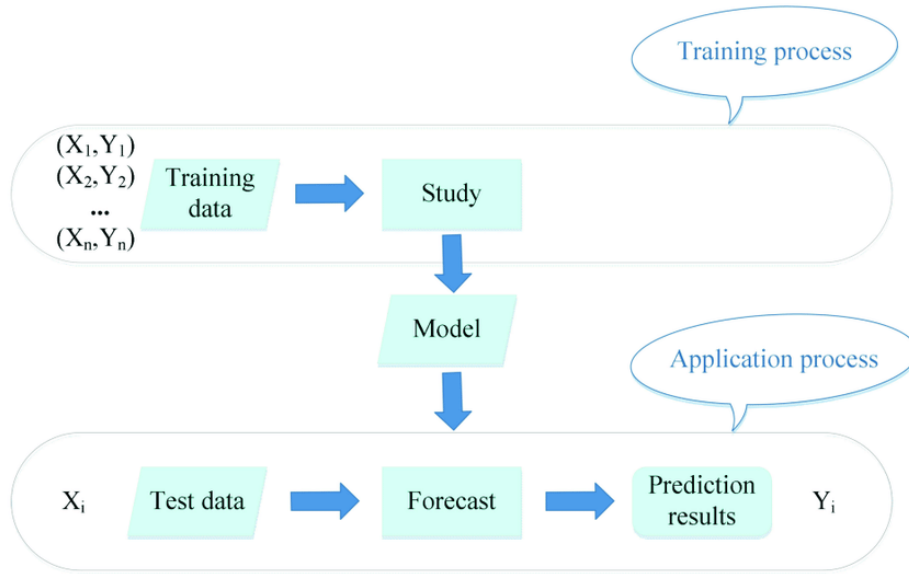 Training process
(X₁,Y₁)
(X₂,Y₂)
...
(Xₙ,Yₙ)
Training
data
Study
Model
Application process
Xᵢ
Test data
Forecast
Prediction
results
Yᵢ